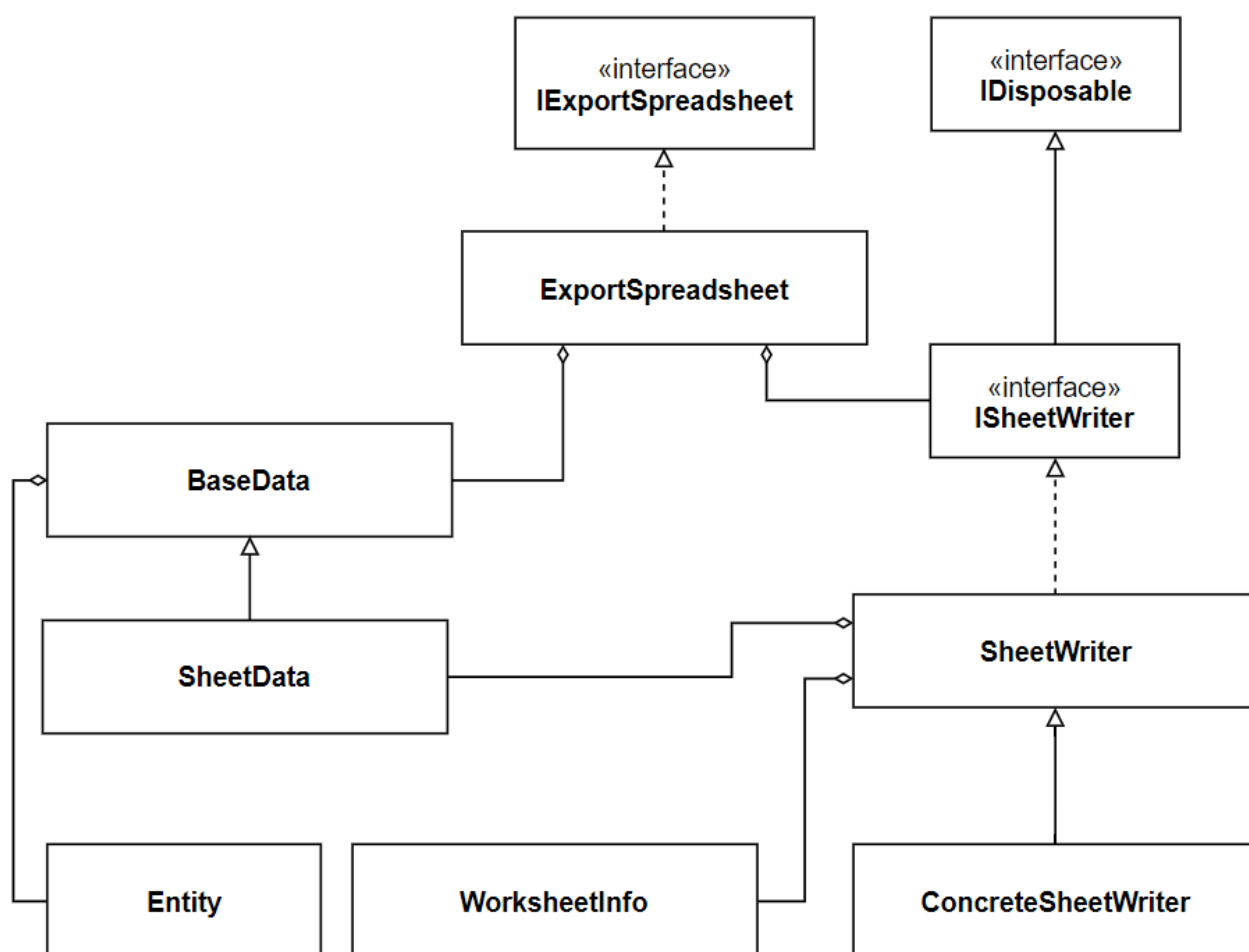 «interface»
IExportSpreadsheet
«interface»
IDisposable
ExportSpreadsheet
«interface»
ISheetWriter
BaseData
SheetData
SheetWriter
Entity
WorksheetInfo
ConcreteSheetWriter